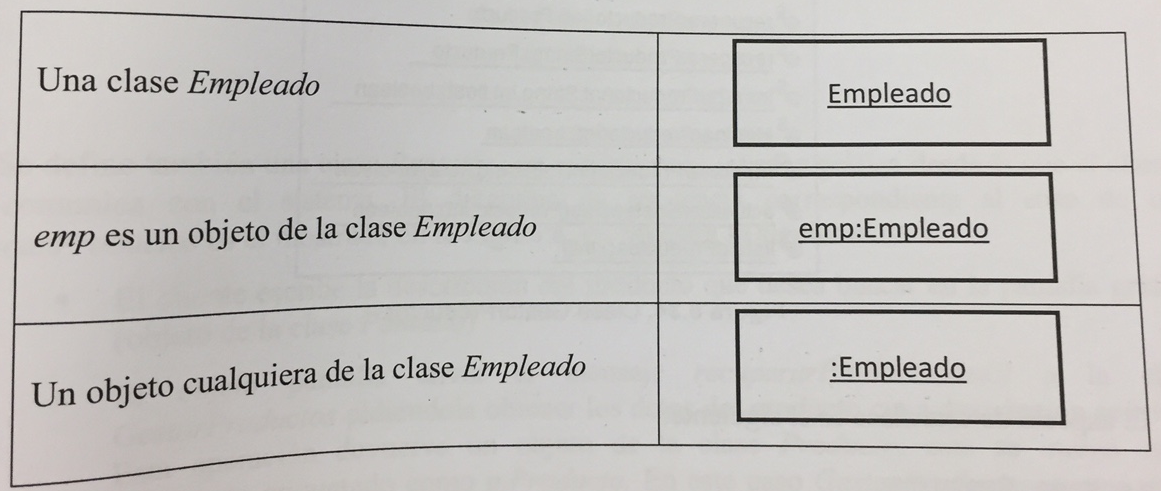 Una clase Empleado
Empleado
emp es un objeto de la clase Empleado
emp:Empleado
Un objeto cualquiera de la clase Empleado
:Empleado